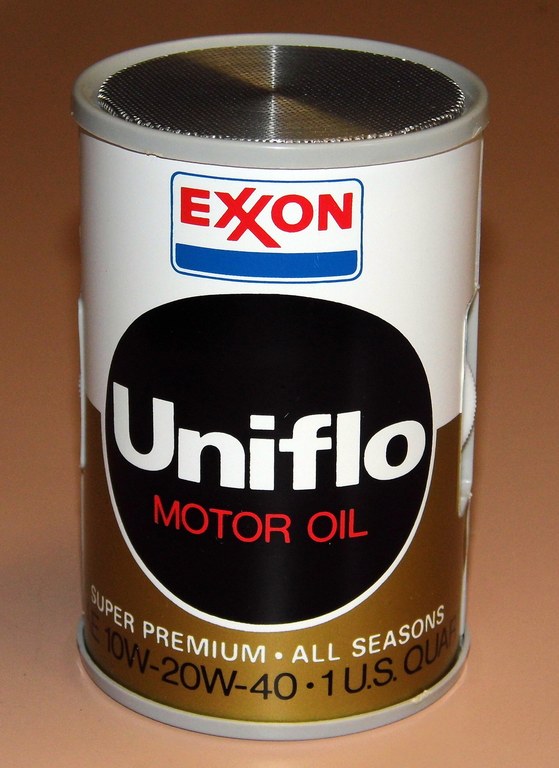 EXXON
Uniflo
MOTOR OIL
SUPER PREMIUM • ALL SEASONS
10W-20W-40 • 1 U.S.